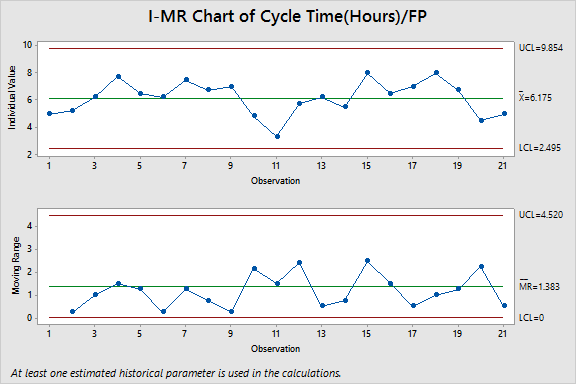 I-MR Chart of Cycle Time(Hours)/FP
Individual Value
10
8
6
4
2
UCL=9.854
X̄=6.175
LCL=2.495
1 3 5 7 9 11 13 15 17 19 21
Observation
Moving Range
4
3
2
1
0
UCL=4.520
M̄R̄=1.383
LCL=0
1 3 5 7 9 11 13 15 17 19 21
Observation
At least one estimated historical parameter is used in the calculations.